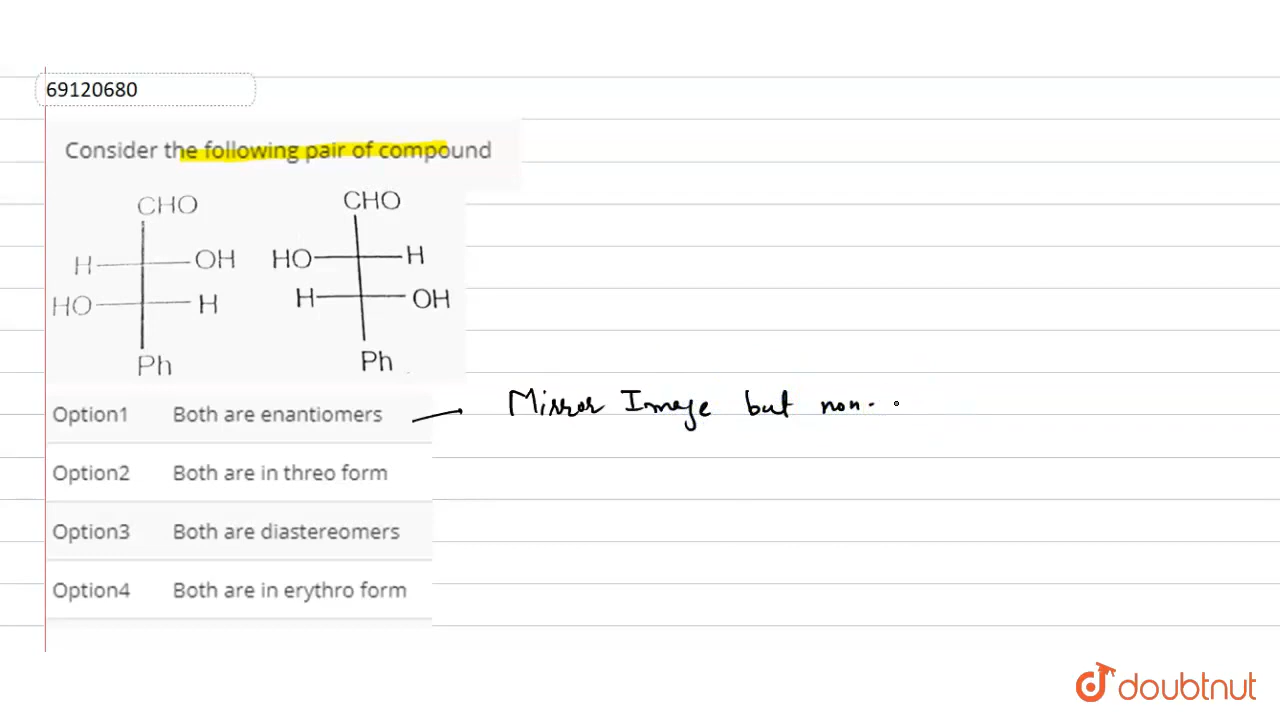 69120680
Consider the following pair of compound
CHO CHO
H OH HO H
HO H H OH
Ph Ph
Option1 Both are enantiomers
Mirror Image but non-
Option2 Both are in threo form
Option3 Both are diastereomers
Option4 Both are in erythro form
doubtnut